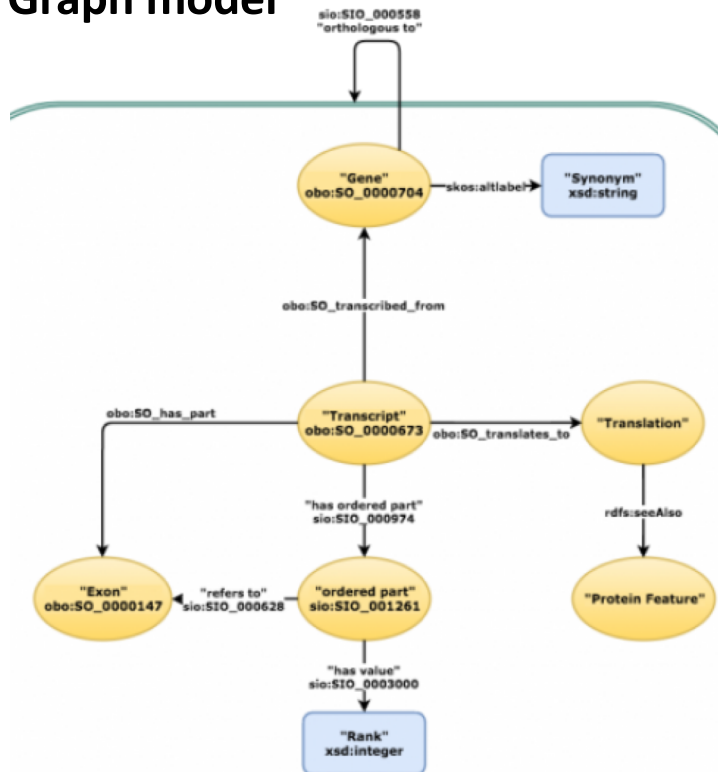 Graph model
sio:SIO_000558
"orthologous to"
"Gene"
obo:SO_0000704
skos:altlabel
"Synonym"
xsd:string
obo:SO_transcribed_from
obo:SO_has_part
"Transcript"
obo:SO_0000673
obo:SO_translates_to
"Translation"
"has ordered part"
sio:SIO_000974
rdfs:seeAlso
"Exon"
obo:SO_0000147
"refers to"
sio:SIO_000628
"ordered part"
sio:SIO_001261
"Protein Feature"
"has value"
sio:SIO_0003000
"Rank"
xsd:integer